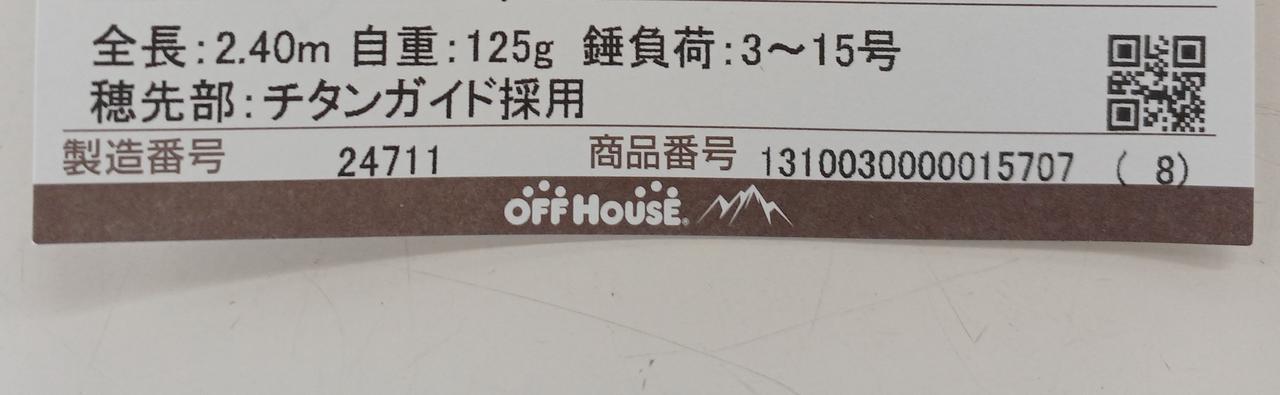 全長:2.40m 自重:125g 錘負荷:3〜15号
穂先部:チタンガイド採用
製造番号 24711 商品番号 1310030000015707 ( 8)
OFF HOUSE